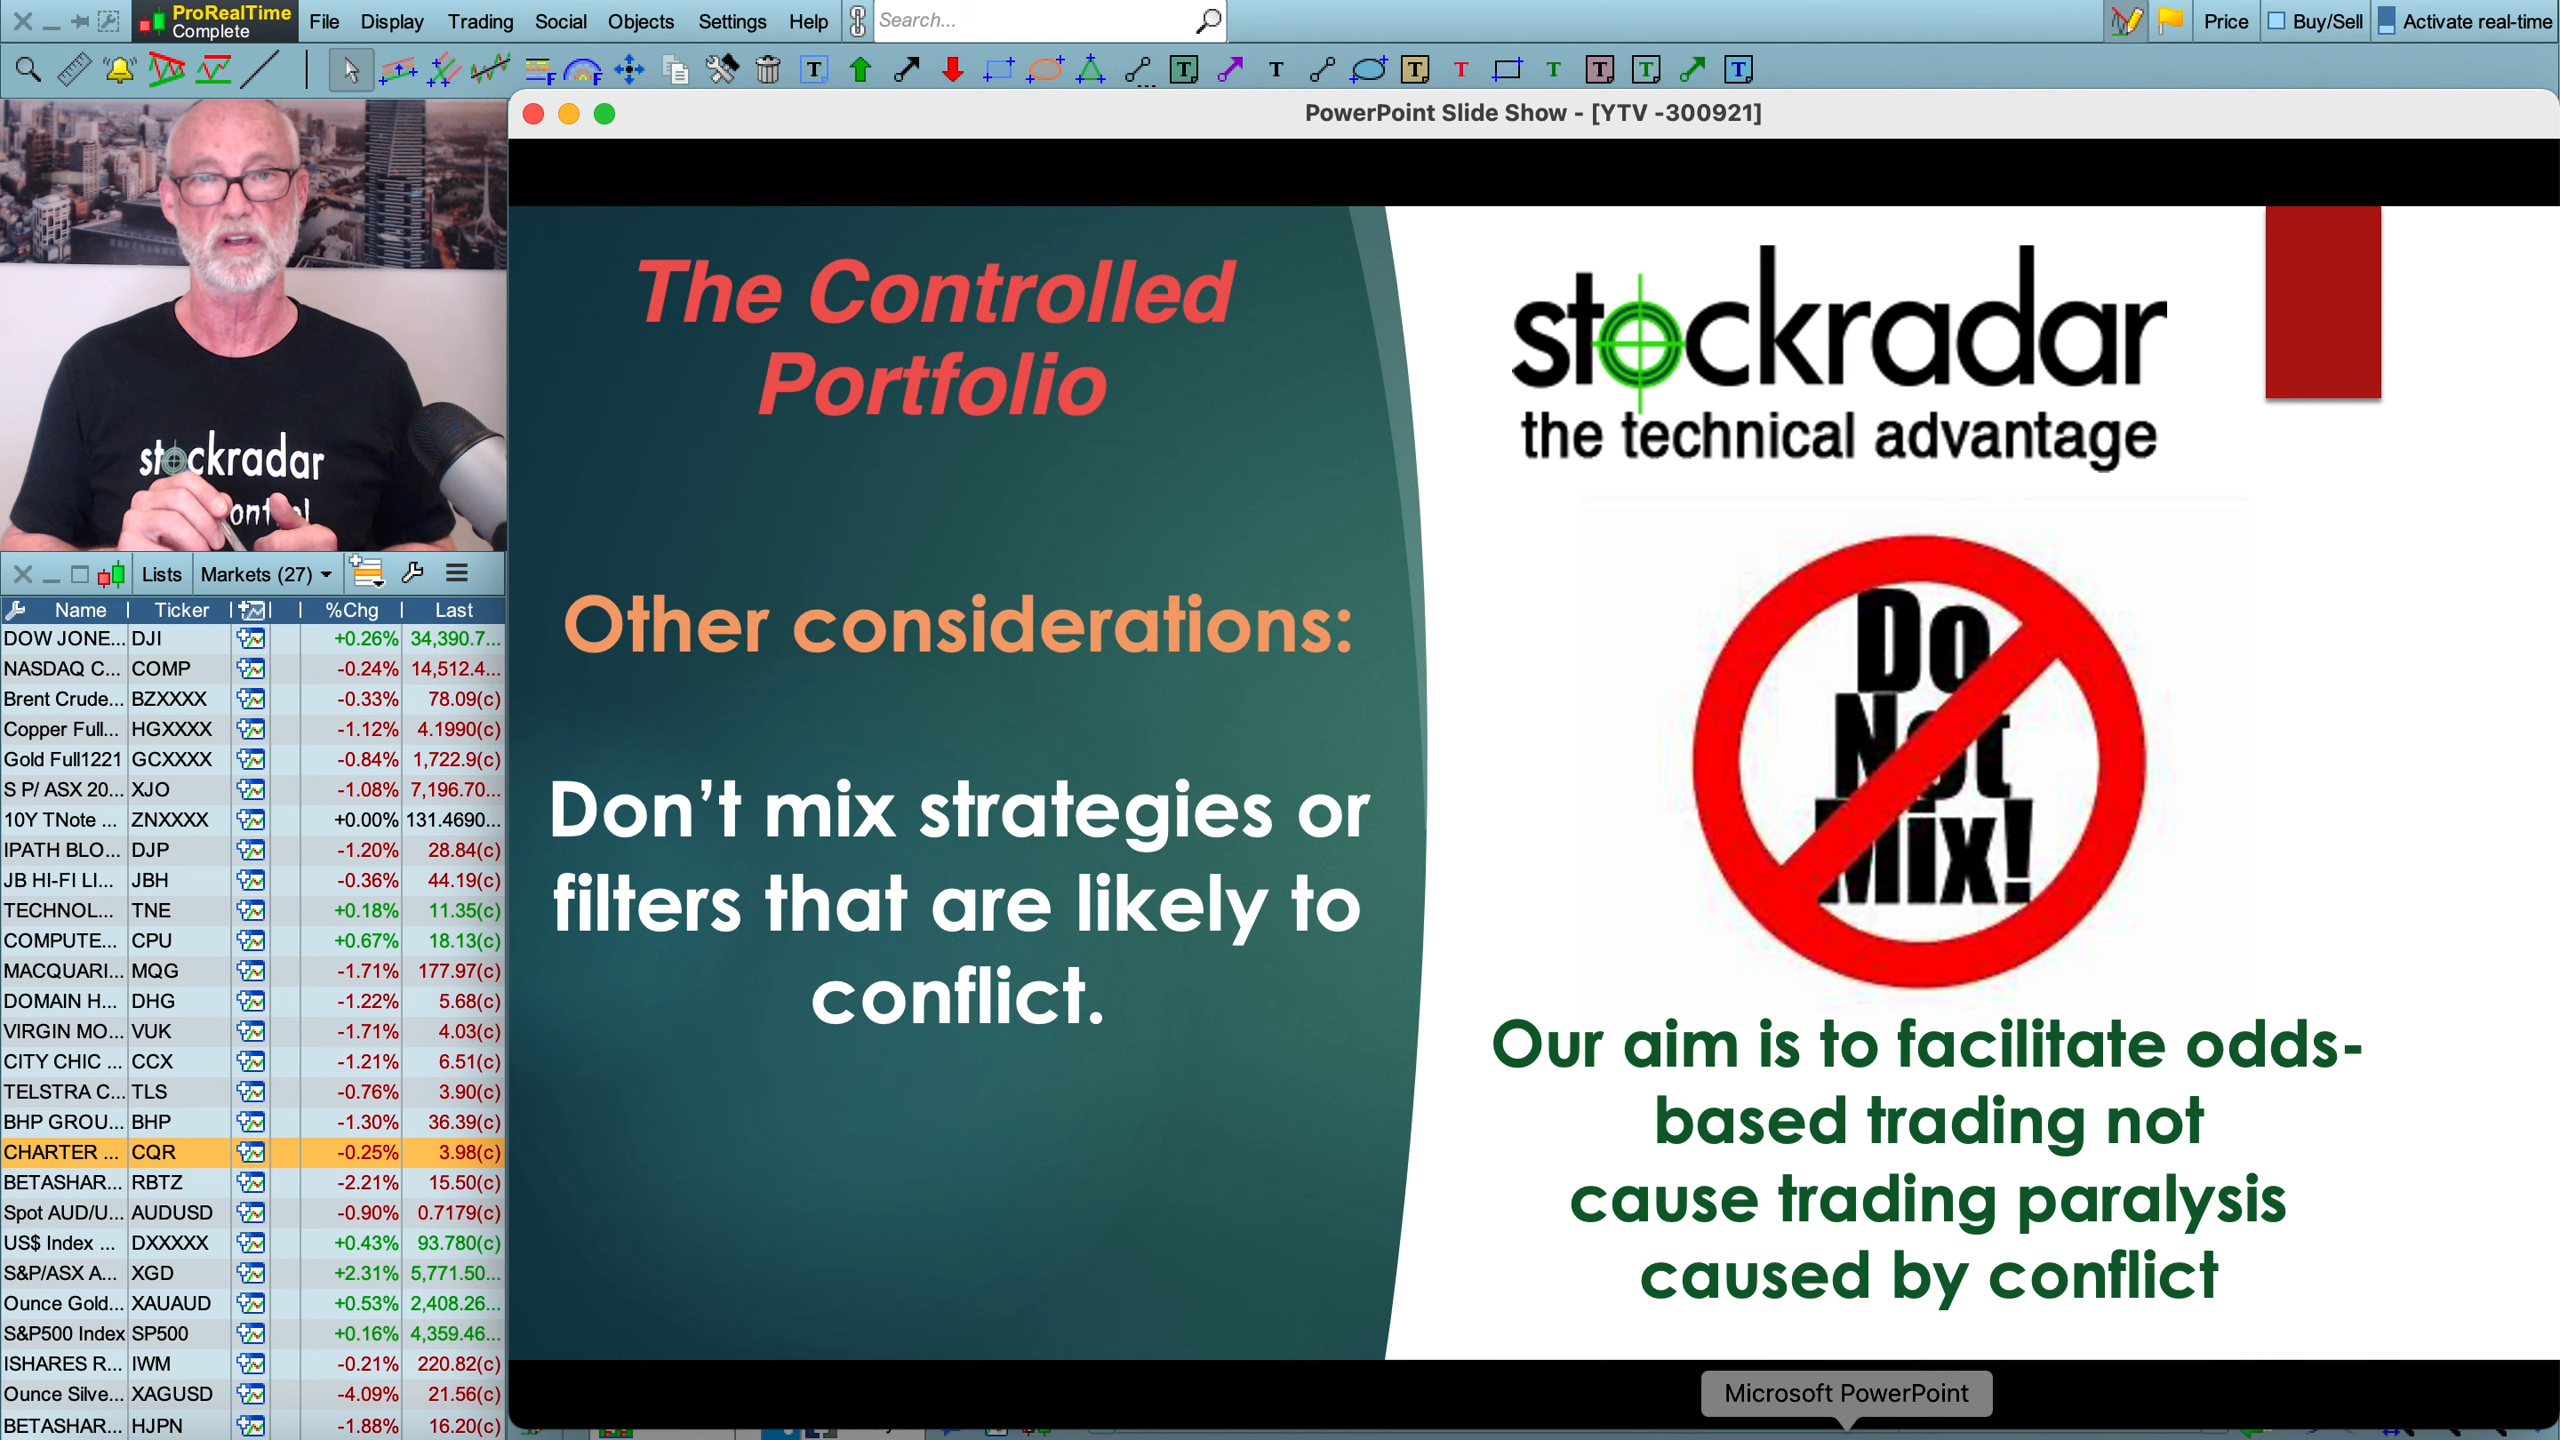 ProRealTime
Complete
File Display Trading Social Objects Settings Help Search... Price Buy/Sell Activate real-time
PowerPoint Slide Show - [YTV -300921]
stockradar
Lists Markets (27)
Name Ticker %Chg Last
DOW JONE... DJI +0.26% 34,390.7...
NASDAQ C... COMP -0.24% 14,512.4...
Brent Crude... BZXXXX -0.33% 78.09(c)
Copper Full... HGXXXX -1.12% 4.1990(c)
Gold Full1221 GCXXXX -0.84% 1,722.9(c)
S P/ ASX 20... XJO -1.08% 7,196.70...
10Y TNote ... ZNXXXX +0.00% 131.4690...
IPATH BLO... DJP -1.20% 28.84(c)
JB HI-FI LI... JBH -0.36% 44.19(c)
TECHNOL... TNE +0.18% 11.35(c)
COMPUTE... CPU +0.67% 18.13(c)
MACQUARI... MQG -1.71% 177.97(c)
DOMAIN H... DHG -1.22% 5.68(c)
VIRGIN MO... VUK -1.71% 4.03(c)
CITY CHIC ... CCX -1.21% 6.51(c)
TELSTRA C... TLS -0.76% 3.90(c)
BHP GROU... BHP -1.30% 36.39(c)
CHARTER ... CQR -0.25% 3.98(c)
BETASHAR... RBTZ -2.21% 15.50(c)
Spot AUD/U... AUDUSD -0.90% 0.7179(c)
US$ Index ... DXXXXX +0.43% 93.780(c)
S&P/ASX A... XGD +2.31% 5,771.50...
Ounce Gold... XAUAUD +0.53% 2,408.26...
S&P500 Index SP500 +0.16% 4,359.46...
ISHARES R... IWM -0.21% 220.82(c)
Ounce Silve... XAGUSD -4.09% 21.56(c)
BETASHAR... HJPN -1.88% 16.20(c)
The Controlled
Portfolio
Other considerations:
Don't mix strategies or
filters that are likely to
conflict.
stockradar
the technical advantage
Do
Not
Mix!
Our aim is to facilitate odds-
based trading not
cause trading paralysis
caused by conflict
Microsoft PowerPoint